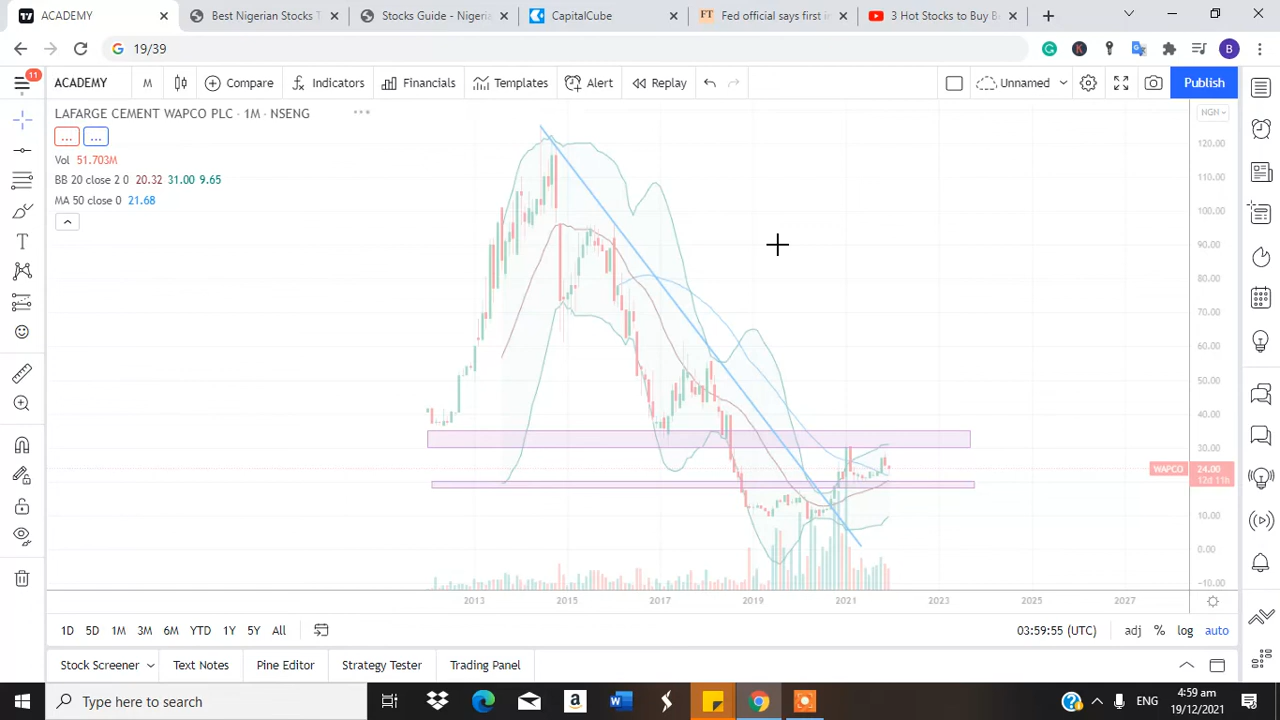 ACADEMY
Best Nigerian Stocks T
Stocks Guide - Nigeria
CapitalCube
FT
Fed official says first in
3 Hot Stocks to Buy B
19/39
B
11
ACADEMY
M
Compare
Indicators
Financials
Templates
Alert
Replay
Unnamed
Publish
LAFARGE CEMENT WAPCO PLC · 1M · NSENG
NGN
Vol 51.703M
BB 20 close 2 0 20.32 31.00 9.65
MA 50 close 0 21.68
120.00
110.00
100.00
90.00
80.00
70.00
60.00
50.00
40.00
30.00
WAPCO 24.00
12d 11h
10.00
0.00
−10.00
2013 2015 2017 2019 2021 2023 2025 2027
1D 5D 1M 3M 6M YTD 1Y 5Y All
03:59:55 (UTC) adj % log auto
Stock Screener
Text Notes
Pine Editor
Strategy Tester
Trading Panel
Type here to search
ENG
4:59 am
19/12/2021